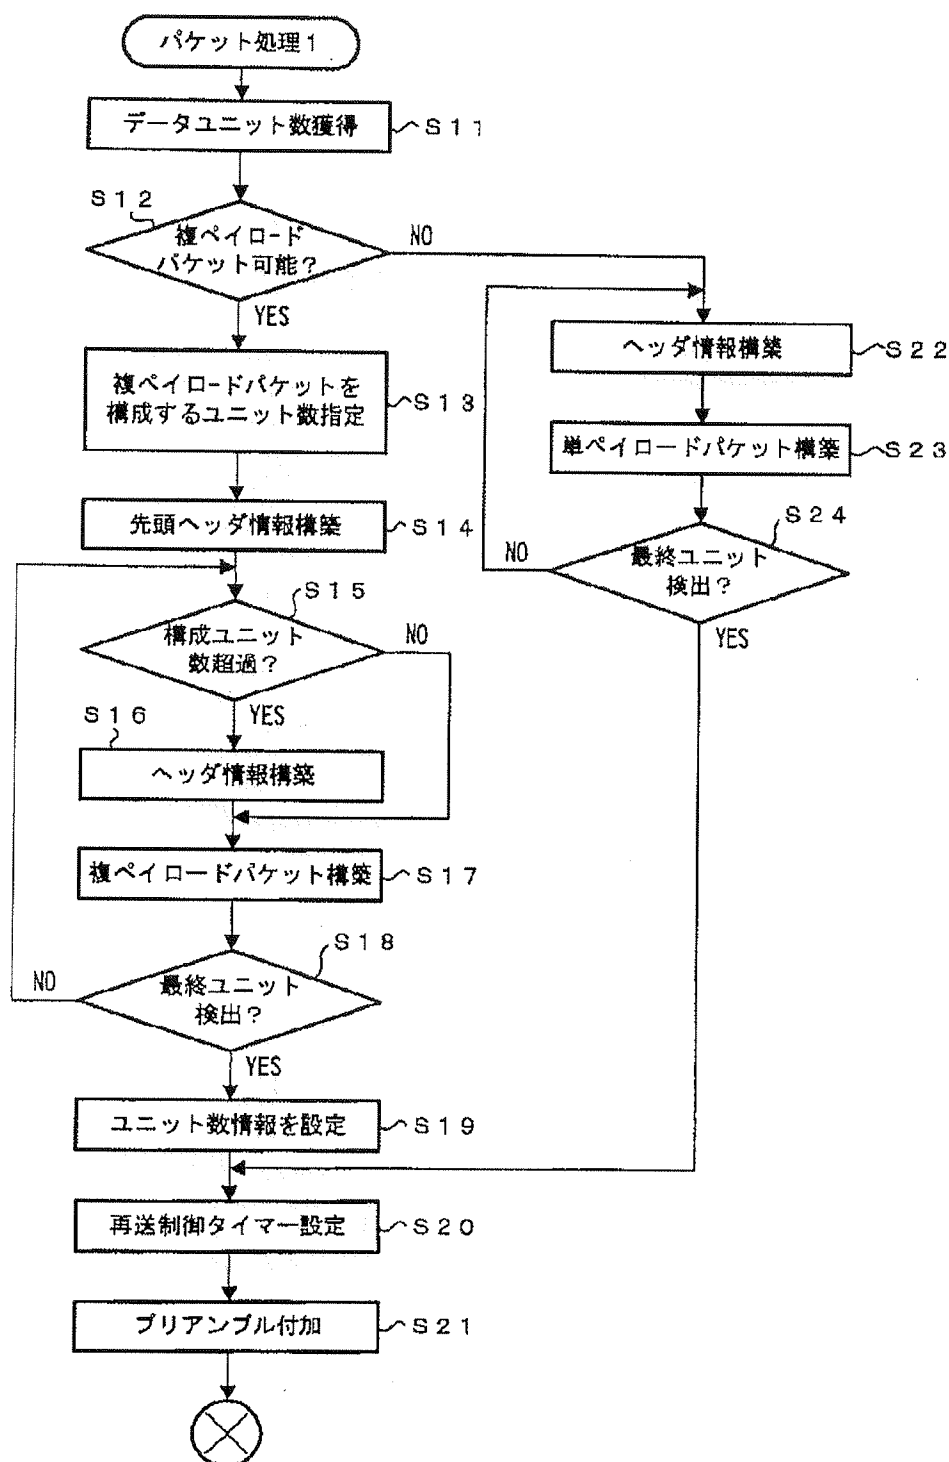 パケット処理1
データユニット数獲得
S11
S12
複ペイロード
パケット可能?
NO
YES
複ペイロードパケットを
構成するユニット数指定
S13
先頭ヘッダ情報構築
S14
S15
構成ユニット
数超過?
NO
YES
S16
ヘッダ情報構築
複ペイロードパケット構築
S17
S18
最終ユニット
検出?
NO
YES
ユニット数情報を設定
S19
再送制御タイマー設定
S20
プリアンブル付加
S21
ヘッダ情報構築
S22
単ペイロードパケット構築
S23
S24
最終ユニット
検出?
NO
YES